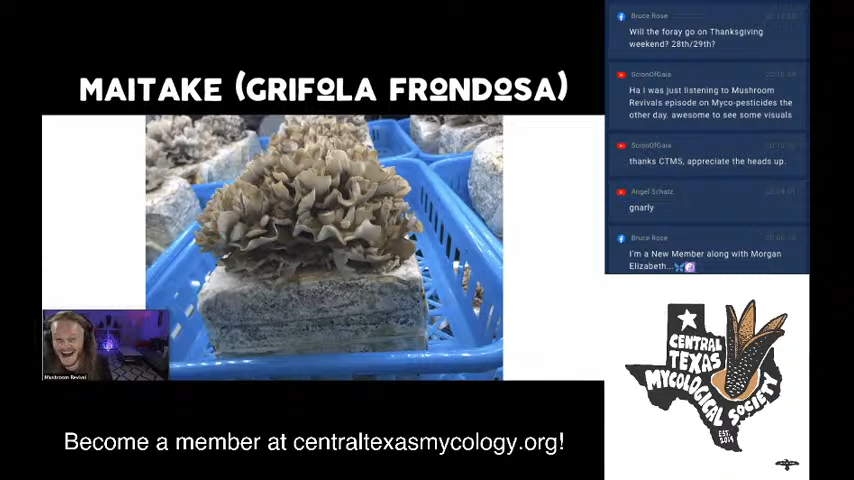 MAITAKE (GRIFOLA FRONDOSA)
Mushroom Revival
Become a member at centraltexasmycology.org!
Bruce Rose
Will the foray go on Thanksgiving
weekend? 28th/29th?
ScionOfGaia
Ha I was just listening to Mushroom
Revivals episode on Myco-pesticides the
other day. awesome to see some visuals
ScionOfGaia
thanks CTMS, appreciate the heads up.
Angel Schatz
gnarly
Bruce Rose
I'm a New Member along with Morgan
Elizabeth...
CENTRAL
TEXAS
MYCOLOGICAL SOCIETY
EST.
2019